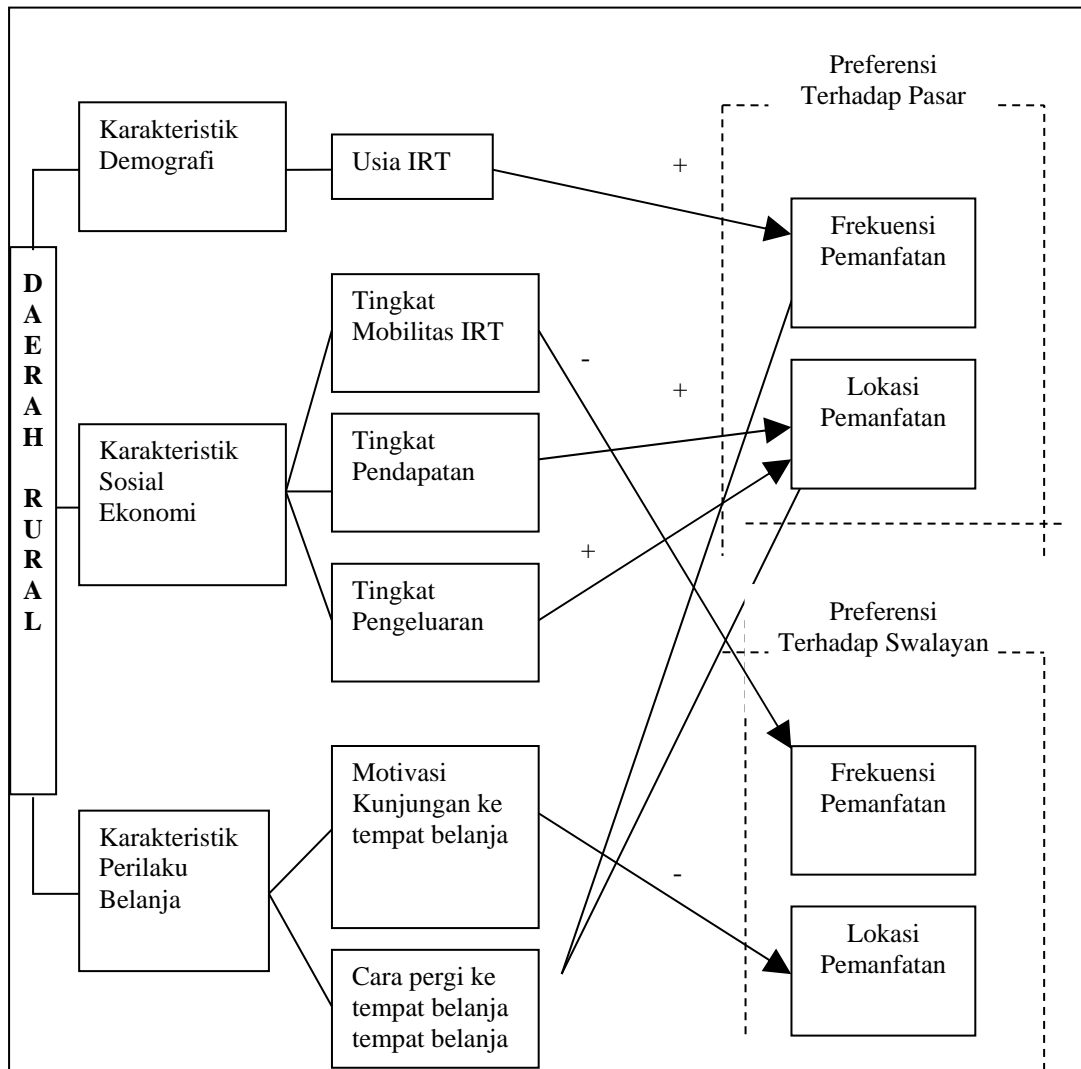 Preferensi
Terhadap Pasar
Karakteristik
Demografi
Usia IRT
+
Frekuensi
Pemanfatan
D
A
E
R
A
H
R
U
R
A
L
Tingkat
Mobilitas IRT
-
+
Lokasi
Pemanfatan
Karakteristik
Sosial
Ekonomi
Tingkat
Pendapatan
+
Tingkat
Pengeluaran
Preferensi
Terhadap Swalayan
Motivasi
Kunjungan ke
tempat belanja
Frekuensi
Pemanfatan
Karakteristik
Perilaku
Belanja
-
Lokasi
Pemanfatan
Cara pergi ke
tempat belanja
tempat belanja